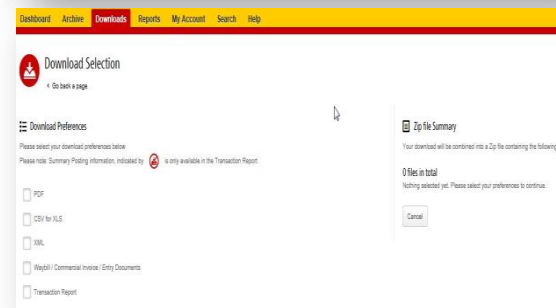 Dashboard Archive Downloads Reports My Account Search Help
Download Selection
< Go back a page
Download Preferences
Please select your download preferences below
Please note: Summary Posting information, indicated by is only available in the Transaction Report
PDF
CSV for XLS
XML
Waybill / Commercial Invoice / Entry Documents
Transaction Report
Zip file Summary
Your download will be combined into a Zip file containing the following
0 files in total
Nothing selected yet. Please select your preferences to continue.
Cancel